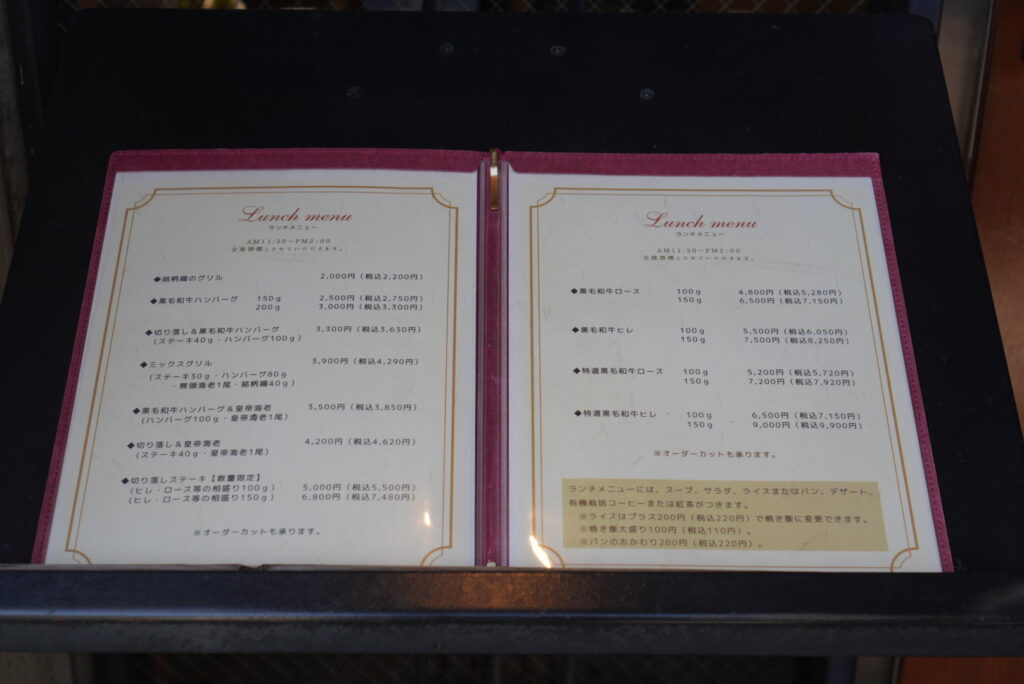 Lunch menu
ランチメニュー
AM11:30～PM2:00
全席禁煙とさせていただきます。
◆銘柄鶏のグリル 2,000円(税込2,200円)
◆黒毛和牛ハンバーグ 150g 2,500円(税込2,750円)
200g 3,000円(税込3,300円)
◆切り落し＆黒毛和牛ハンバーグ 3,300円(税込3,630円)
(ステーキ40g・ハンバーグ100g)
◆ミックスグリル 3,900円(税込4,290円)
(ステーキ30g・ハンバーグ80g
・無頭海老1尾・銘柄鶏40g)
◆黒毛和牛ハンバーグ＆皇帝海老 3,500円(税込3,850円)
(ハンバーグ100g・皇帝海老1尾)
◆切り落し＆皇帝海老 4,200円(税込4,620円)
(ステーキ40g・皇帝海老1尾)
◆切り落しステーキ【数量限定】
(ヒレ・ロース等の相盛り100g) 5,000円(税込5,500円)
(ヒレ・ロース等の相盛り150g) 6,800円(税込7,480円)
※オーダーカットも承ります。
Lunch menu
ランチメニュー
AM11:30～PM2:00
全席禁煙とさせていただきます。
◆黒毛和牛ロース 100g 4,800円(税込5,280円)
150g 6,500円(税込7,150円)
◆黒毛和牛ヒレ 100g 5,500円(税込6,050円)
150g 7,500円(税込8,250円)
◆特選黒毛和牛ロース 100g 5,200円(税込5,720円)
150g 7,200円(税込7,920円)
◆特選黒毛和牛ヒレ 100g 6,500円(税込7,150円)
150g 9,000円(税込9,900円)
※オーダーカットも承ります。
ランチメニューには、スープ、サラダ、ライスまたはパン、デザート、
有機栽培コーヒーまたは紅茶がつきます。
※ライスはプラス200円(税込220円)で焼き飯に変更できます。
※焼き飯大盛り100円(税込110円)。
※パンのおかわり200円(税込220円)。